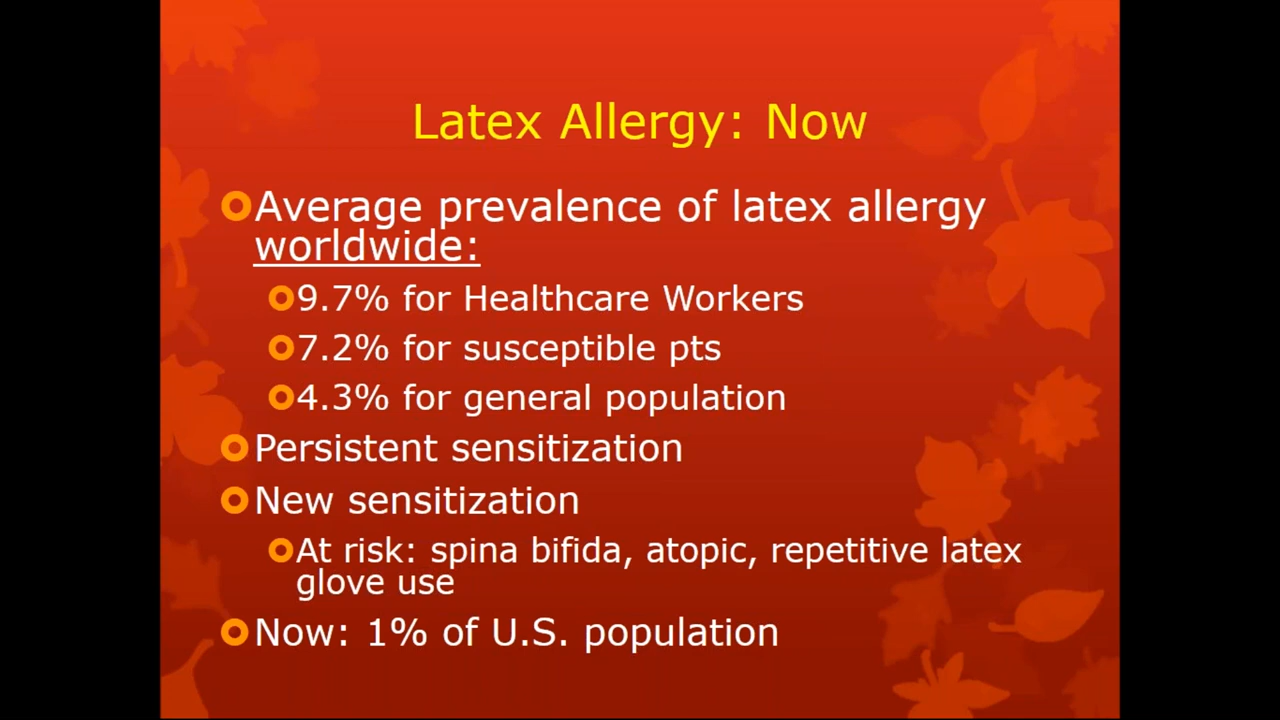 Latex Allergy: Now
Average prevalence of latex allergy
worldwide:
9.7% for Healthcare Workers
7.2% for susceptible pts
4.3% for general population
Persistent sensitization
New sensitization
At risk: spina bifida, atopic, repetitive latex
glove use
Now: 1% of U.S. population